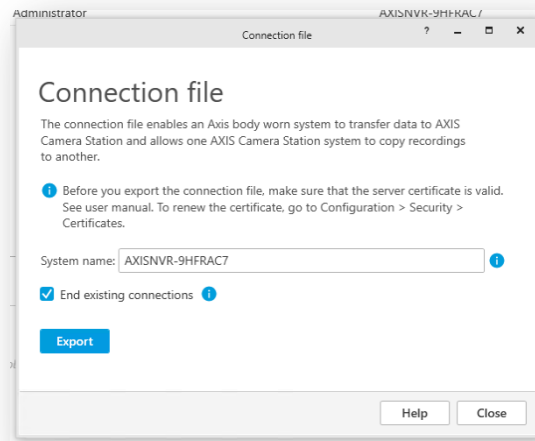 Administrator AXISNVR-9HFRAC7
Connection file ?
Connection file
The connection file enables an Axis body worn system to transfer data to AXIS
Camera Station and allows one AXIS Camera Station system to copy recordings
to another.
Before you export the connection file, make sure that the server certificate is valid.
See user manual. To renew the certificate, go to Configuration > Security >
Certificates.
System name: AXISNVR-9HFRAC7
End existing connections
Export
Help Close